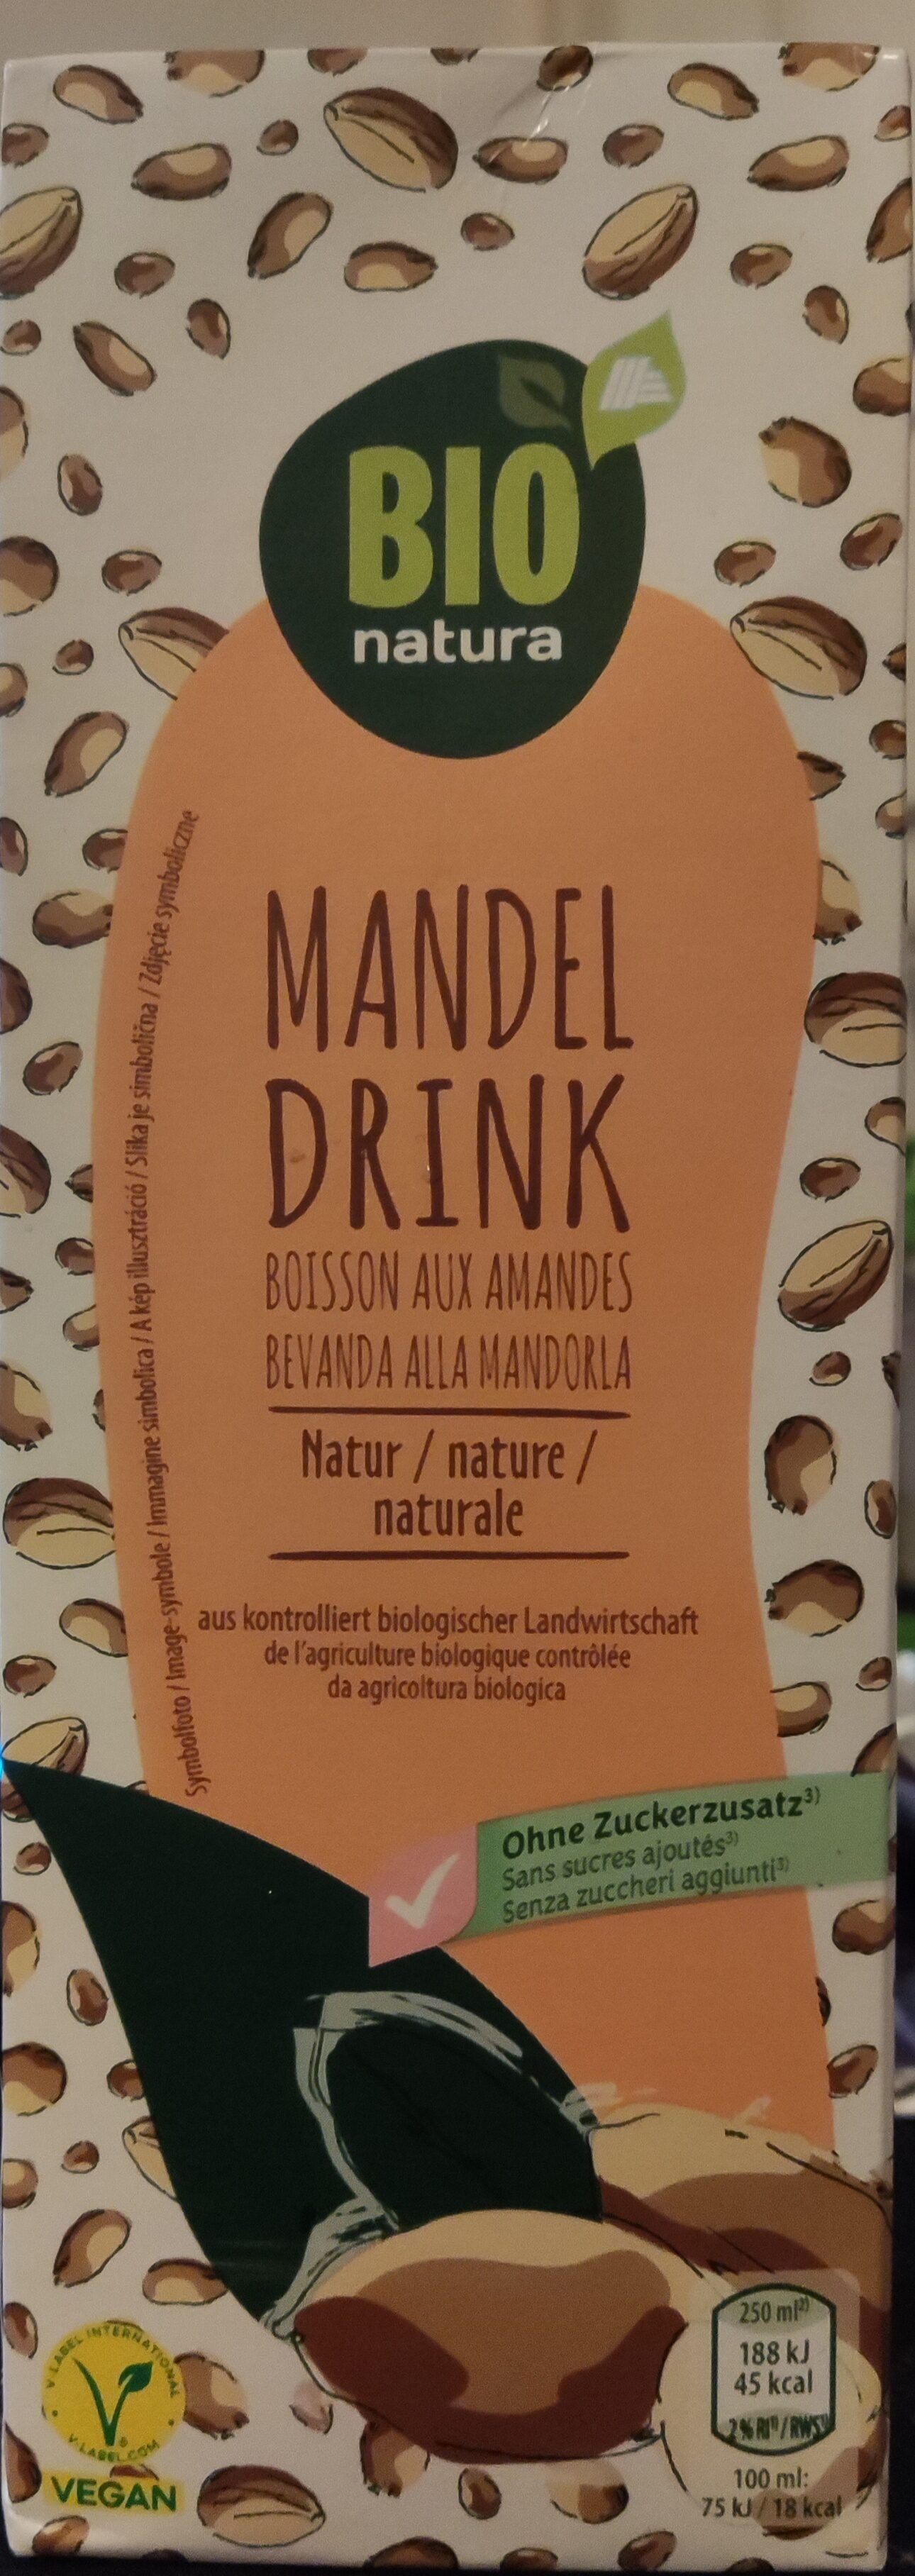 BIO
natura
MANDEL
DRINK
BOISSON AUX AMANDES
BEVANDA ALLA MANDORLA
Natur / nature /
naturale
aus kontrolliert biologischer Landwirtschaft
de l'agriculture biologique contrôlée
da agricoltura biologica
Symbolfoto / Image-symbole / Immagine simbolica / A kép illusztráció / Slika je simbolična / Zdjęcie symboliczne
Ohne Zuckerzusatz³⁾
Sans sucres ajoutés³⁾
Senza zuccheri aggiunti³⁾
V-LABEL INTERNATIONAL
V-LABEL.COM
VEGAN
250 ml²⁾
188 kJ
45 kcal
2% RI¹⁾/RWS¹⁾
100 ml:
75 kJ / 18 kcal